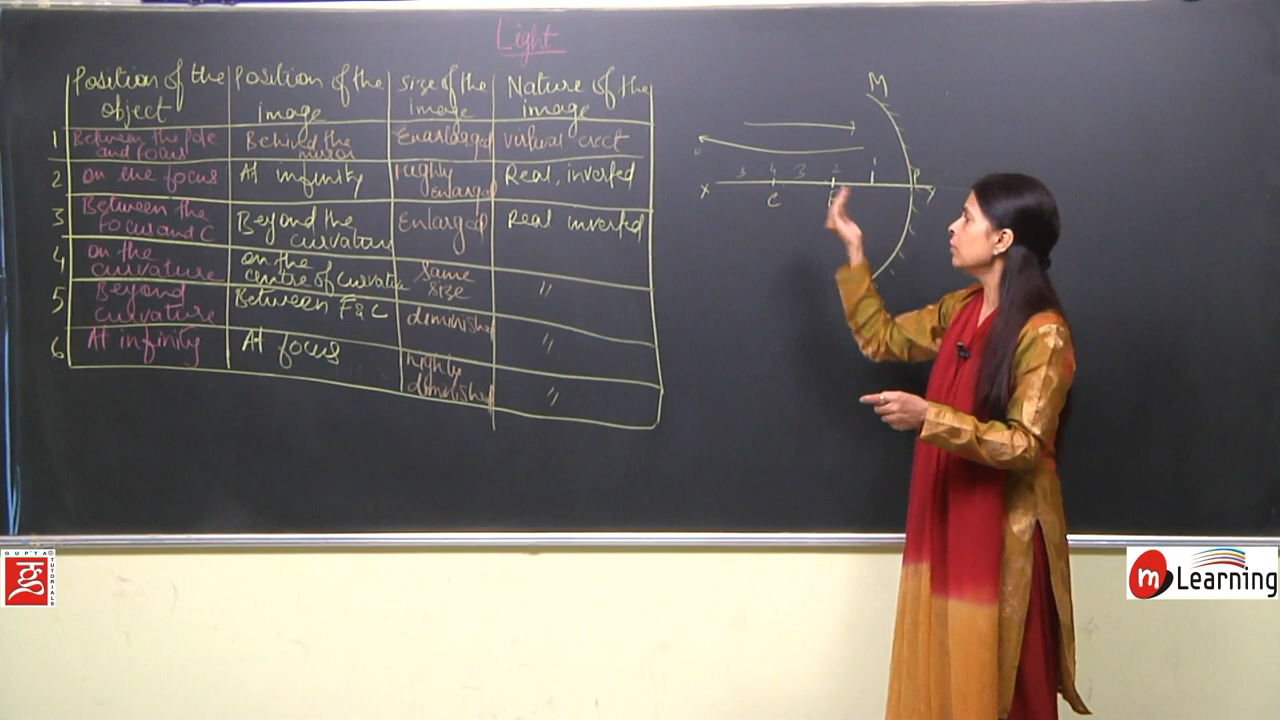 Light
Position of the object
Position of the image
Size of the image
Nature of the image
1 Between the Pole and focus
Behind the mirror
Enarlarged
virtual erect
2 on the focus
At infinity
Highly enlarged
Real, inverted
3 Between the focus and C
Beyond the curvature
Enlarged
Real inverted
4 on the curvature
on the centre of curvature
Same size
"
5 Beyond curvature
Between F & C
diminished
"
6 At infinity
At focus
highly diminished
"
M
5 4 3 2 1 P
X
C
Y
GUPTA TUTORIALS
m Learning